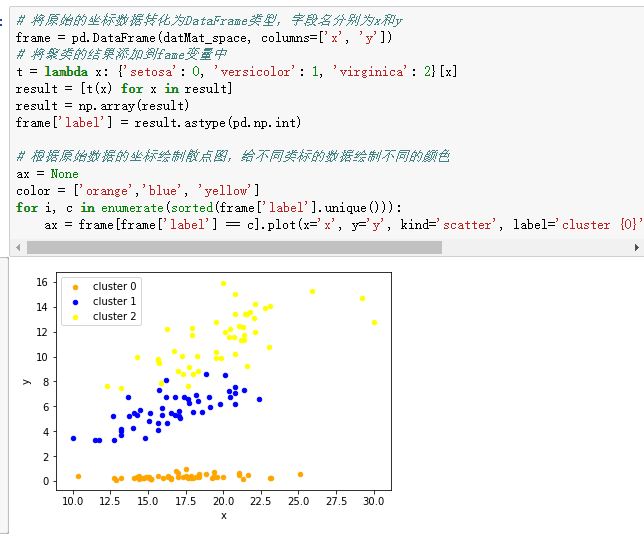 # 将原始的坐标数据转化为DataFrame类型，字段名分别为x和y
frame = pd.DataFrame(datMat_space, columns=['x', 'y'])
# 将聚类的结果添加到fame变量中
t = lambda x: {'setosa': 0, 'versicolor': 1, 'virginica': 2}[x]
result = [t(x) for x in result]
result = np.array(result)
frame['label'] = result.astype(pd.np.int)
# 根据原始数据的坐标绘制散点图，给不同类标的数据绘制不同的颜色
ax = None
color = ['orange','blue', 'yellow']
for i, c in enumerate(sorted(frame['label'].unique())):
ax = frame[frame['label'] == c].plot(x='x', y='y', kind='scatter', label='cluster {0}'
cluster 0
cluster 1
cluster 2
16
14
12
10
8
6
4
2
0
y
10.0 12.5 15.0 17.5 20.0 22.5 25.0 27.5 30.0
x